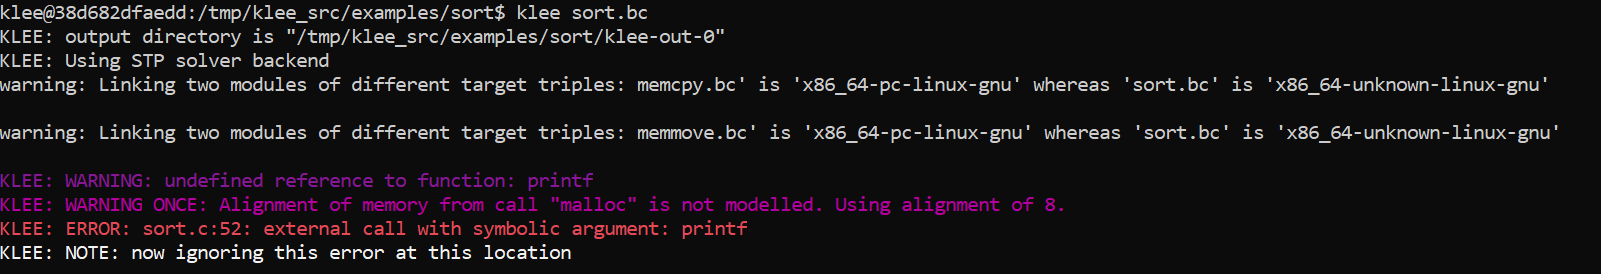 klee@38d682dfaedd:/tmp/klee_src/examples/sort$ klee sort.bc
KLEE: output directory is "/tmp/klee_src/examples/sort/klee-out-0"
KLEE: Using STP solver backend
warning: Linking two modules of different target triples: memcpy.bc' is 'x86_64-pc-linux-gnu' whereas 'sort.bc' is 'x86_64-unknown-linux-gnu'
warning: Linking two modules of different target triples: memmove.bc' is 'x86_64-pc-linux-gnu' whereas 'sort.bc' is 'x86_64-unknown-linux-gnu'
KLEE: WARNING: undefined reference to function: printf
KLEE: WARNING ONCE: Alignment of memory from call "malloc" is not modelled. Using alignment of 8.
KLEE: ERROR: sort.c:52: external call with symbolic argument: printf
KLEE: NOTE: now ignoring this error at this location